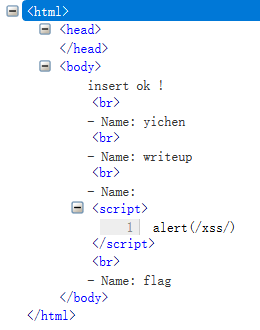 <html>
<head>
</head>
<body>
insert ok !
<br>
- Name: yichen
<br>
- Name: writeup
<br>
- Name:
<script>
1 alert(/xss/)
</script>
<br>
- Name: flag
</body>
</html>